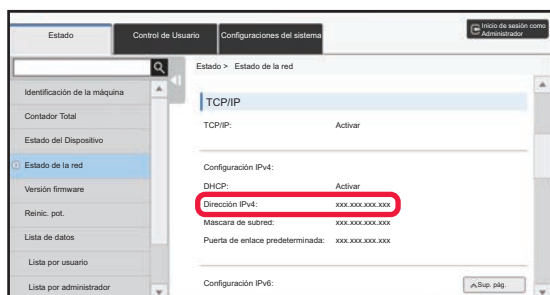 Estado
Control de Usuario
Configuraciones del sistema
Inicio de sesión como
Administrador
Estado > Estado de la red
Identificación de la máquina
Contador Total
Estado del Dispositivo
Estado de la red
Versión firmware
Reinic. pot.
Lista de datos
Lista por usuario
Lista por administrador
TCP/IP
TCP/IP: Activar
Configuración IPv4:
DHCP: Activar
Dirección IPv4: xxx.xxx.xxx.xxx
Máscara de subred: xxx.xxx.xxx.xxx
Puerta de enlace predeterminada: xxx.xxx.xxx.xxx
Configuración IPv6:
Sup. pág.